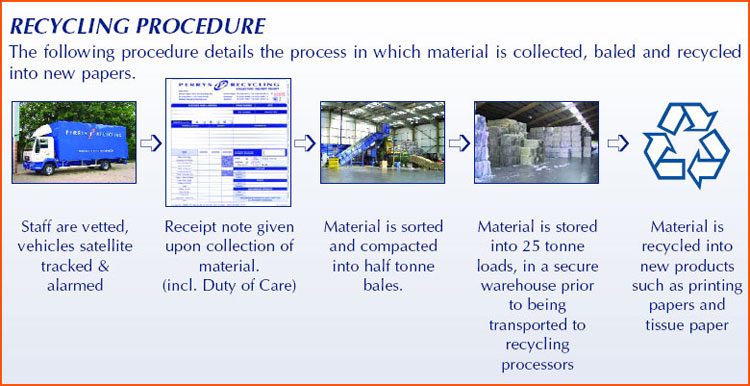 RECYCLING PROCEDURE
The following procedure details the process in which material is collected, baled and recycled
into new papers.
PERRYS RECYCLING
PERRYS RECYCLING
Staff are vetted,
vehicles satellite
tracked &
alarmed
Receipt note given
upon collection of
material.
(incl. Duty of Care)
Material is sorted
and compacted
into half tonne
bales.
Material is stored
into 25 tonne
loads, in a secure
warehouse prior
to being
transported to
recycling
processors
Material is
recycled into
new products
such as printing
papers and
tissue paper